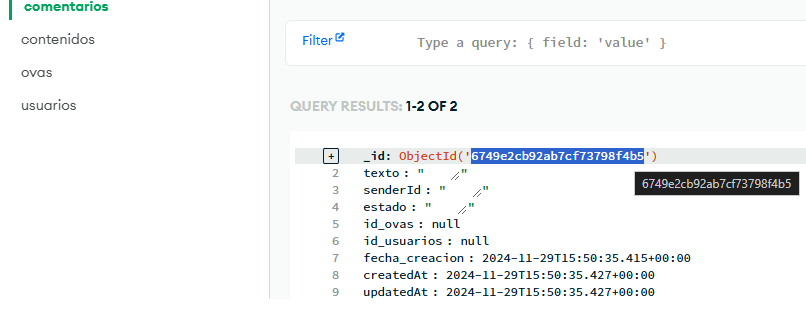 comentarios
contenidos
ovas
usuarios
Filter
Type a query: { field: 'value' }
QUERY RESULTS: 1-2 OF 2
+ _id: ObjectId('6749e2cb92ab7cf73798f4b5')
6749e2cb92ab7cf73798f4b5
2 texto : " "
3 senderId : " "
4 estado : " "
5 id_ovas : null
6 id_usuarios : null
7 fecha_creacion : 2024-11-29T15:50:35.415+00:00
8 createdAt : 2024-11-29T15:50:35.427+00:00
9 updatedAt : 2024-11-29T15:50:35.427+00:00